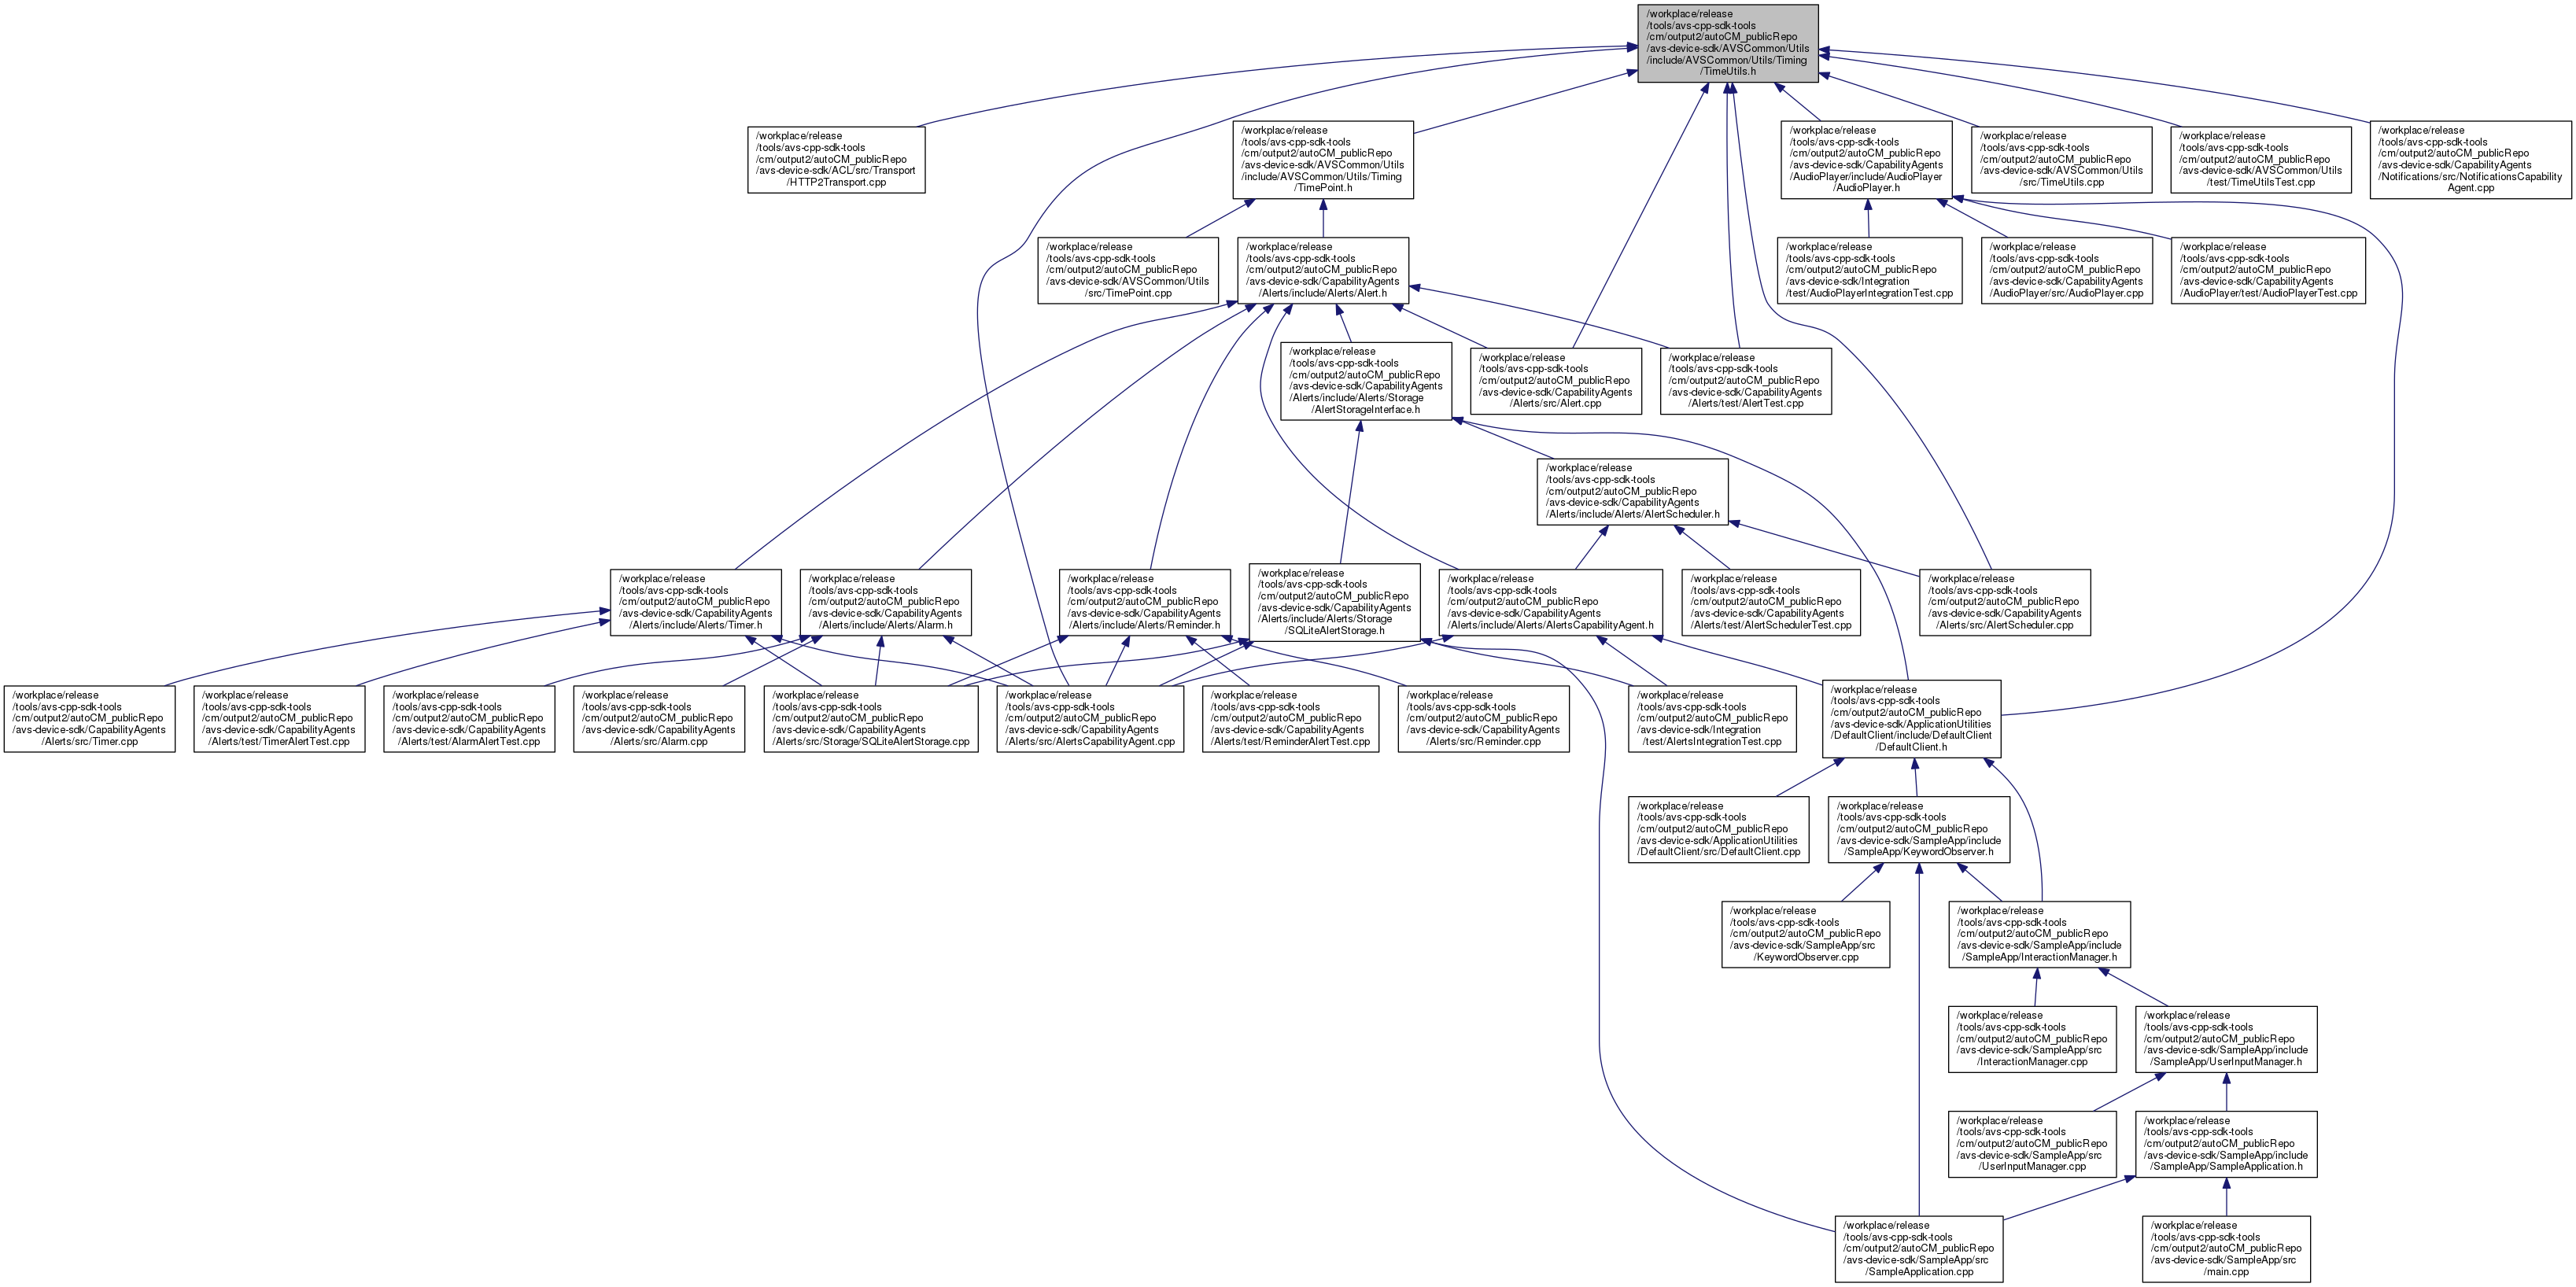 /workplace/release
/tools/avs-cpp-sdk-tools
/cm/output2/autoCM_publicRepo
/avs-device-sdk/AVSCommon/Utils
/include/AVSCommon/Utils/Timing
/TimeUtils.h
/workplace/release
/tools/avs-cpp-sdk-tools
/cm/output2/autoCM_publicRepo
/avs-device-sdk/ACL/src/Transport
/HTTP2Transport.cpp
/workplace/release
/tools/avs-cpp-sdk-tools
/cm/output2/autoCM_publicRepo
/avs-device-sdk/AVSCommon/Utils
/include/AVSCommon/Utils/Timing
/TimePoint.h
/workplace/release
/tools/avs-cpp-sdk-tools
/cm/output2/autoCM_publicRepo
/avs-device-sdk/CapabilityAgents
/AudioPlayer/include/AudioPlayer
/AudioPlayer.h
/workplace/release
/tools/avs-cpp-sdk-tools
/cm/output2/autoCM_publicRepo
/avs-device-sdk/AVSCommon/Utils
/src/TimeUtils.cpp
/workplace/release
/tools/avs-cpp-sdk-tools
/cm/output2/autoCM_publicRepo
/avs-device-sdk/AVSCommon/Utils
/test/TimeUtilsTest.cpp
/workplace/release
/tools/avs-cpp-sdk-tools
/cm/output2/autoCM_publicRepo
/avs-device-sdk/CapabilityAgents
/Notifications/src/NotificationsCapability
Agent.cpp
/workplace/release
/tools/avs-cpp-sdk-tools
/cm/output2/autoCM_publicRepo
/avs-device-sdk/AVSCommon/Utils
/src/TimePoint.cpp
/workplace/release
/tools/avs-cpp-sdk-tools
/cm/output2/autoCM_publicRepo
/avs-device-sdk/CapabilityAgents
/Alerts/include/Alerts/Alert.h
/workplace/release
/tools/avs-cpp-sdk-tools
/cm/output2/autoCM_publicRepo
/avs-device-sdk/Integration
/test/AudioPlayerIntegrationTest.cpp
/workplace/release
/tools/avs-cpp-sdk-tools
/cm/output2/autoCM_publicRepo
/avs-device-sdk/CapabilityAgents
/AudioPlayer/src/AudioPlayer.cpp
/workplace/release
/tools/avs-cpp-sdk-tools
/cm/output2/autoCM_publicRepo
/avs-device-sdk/CapabilityAgents
/AudioPlayer/test/AudioPlayerTest.cpp
/workplace/release
/tools/avs-cpp-sdk-tools
/cm/output2/autoCM_publicRepo
/avs-device-sdk/CapabilityAgents
/Alerts/include/Alerts/Storage
/AlertStorageInterface.h
/workplace/release
/tools/avs-cpp-sdk-tools
/cm/output2/autoCM_publicRepo
/avs-device-sdk/CapabilityAgents
/Alerts/src/Alert.cpp
/workplace/release
/tools/avs-cpp-sdk-tools
/cm/output2/autoCM_publicRepo
/avs-device-sdk/CapabilityAgents
/Alerts/test/AlertTest.cpp
/workplace/release
/tools/avs-cpp-sdk-tools
/cm/output2/autoCM_publicRepo
/avs-device-sdk/CapabilityAgents
/Alerts/include/Alerts/AlertScheduler.h
/workplace/release
/tools/avs-cpp-sdk-tools
/cm/output2/autoCM_publicRepo
/avs-device-sdk/CapabilityAgents
/Alerts/include/Alerts/Timer.h
/workplace/release
/tools/avs-cpp-sdk-tools
/cm/output2/autoCM_publicRepo
/avs-device-sdk/CapabilityAgents
/Alerts/include/Alerts/Alarm.h
/workplace/release
/tools/avs-cpp-sdk-tools
/cm/output2/autoCM_publicRepo
/avs-device-sdk/CapabilityAgents
/Alerts/include/Alerts/Reminder.h
/workplace/release
/tools/avs-cpp-sdk-tools
/cm/output2/autoCM_publicRepo
/avs-device-sdk/CapabilityAgents
/Alerts/include/Alerts/Storage
/SQLiteAlertStorage.h
/workplace/release
/tools/avs-cpp-sdk-tools
/cm/output2/autoCM_publicRepo
/avs-device-sdk/CapabilityAgents
/Alerts/include/Alerts/AlertsCapabilityAgent.h
/workplace/release
/tools/avs-cpp-sdk-tools
/cm/output2/autoCM_publicRepo
/avs-device-sdk/CapabilityAgents
/Alerts/test/AlertSchedulerTest.cpp
/workplace/release
/tools/avs-cpp-sdk-tools
/cm/output2/autoCM_publicRepo
/avs-device-sdk/CapabilityAgents
/Alerts/src/AlertScheduler.cpp
/workplace/release
/tools/avs-cpp-sdk-tools
/cm/output2/autoCM_publicRepo
/avs-device-sdk/CapabilityAgents
/Alerts/src/Timer.cpp
/workplace/release
/tools/avs-cpp-sdk-tools
/cm/output2/autoCM_publicRepo
/avs-device-sdk/CapabilityAgents
/Alerts/test/TimerAlertTest.cpp
/workplace/release
/tools/avs-cpp-sdk-tools
/cm/output2/autoCM_publicRepo
/avs-device-sdk/CapabilityAgents
/Alerts/test/AlarmAlertTest.cpp
/workplace/release
/tools/avs-cpp-sdk-tools
/cm/output2/autoCM_publicRepo
/avs-device-sdk/CapabilityAgents
/Alerts/src/Alarm.cpp
/workplace/release
/tools/avs-cpp-sdk-tools
/cm/output2/autoCM_publicRepo
/avs-device-sdk/CapabilityAgents
/Alerts/src/Storage/SQLiteAlertStorage.cpp
/workplace/release
/tools/avs-cpp-sdk-tools
/cm/output2/autoCM_publicRepo
/avs-device-sdk/CapabilityAgents
/Alerts/src/AlertsCapabilityAgent.cpp
/workplace/release
/tools/avs-cpp-sdk-tools
/cm/output2/autoCM_publicRepo
/avs-device-sdk/CapabilityAgents
/Alerts/test/ReminderAlertTest.cpp
/workplace/release
/tools/avs-cpp-sdk-tools
/cm/output2/autoCM_publicRepo
/avs-device-sdk/CapabilityAgents
/Alerts/src/Reminder.cpp
/workplace/release
/tools/avs-cpp-sdk-tools
/cm/output2/autoCM_publicRepo
/avs-device-sdk/Integration
/test/AlertsIntegrationTest.cpp
/workplace/release
/tools/avs-cpp-sdk-tools
/cm/output2/autoCM_publicRepo
/avs-device-sdk/ApplicationUtilities
/DefaultClient/include/DefaultClient
/DefaultClient.h
/workplace/release
/tools/avs-cpp-sdk-tools
/cm/output2/autoCM_publicRepo
/avs-device-sdk/ApplicationUtilities
/DefaultClient/src/DefaultClient.cpp
/workplace/release
/tools/avs-cpp-sdk-tools
/cm/output2/autoCM_publicRepo
/avs-device-sdk/SampleApp/include
/SampleApp/KeywordObserver.h
/workplace/release
/tools/avs-cpp-sdk-tools
/cm/output2/autoCM_publicRepo
/avs-device-sdk/SampleApp/src
/KeywordObserver.cpp
/workplace/release
/tools/avs-cpp-sdk-tools
/cm/output2/autoCM_publicRepo
/avs-device-sdk/SampleApp/include
/SampleApp/InteractionManager.h
/workplace/release
/tools/avs-cpp-sdk-tools
/cm/output2/autoCM_publicRepo
/avs-device-sdk/SampleApp/src
/InteractionManager.cpp
/workplace/release
/tools/avs-cpp-sdk-tools
/cm/output2/autoCM_publicRepo
/avs-device-sdk/SampleApp/include
/SampleApp/UserInputManager.h
/workplace/release
/tools/avs-cpp-sdk-tools
/cm/output2/autoCM_publicRepo
/avs-device-sdk/SampleApp/src
/UserInputManager.cpp
/workplace/release
/tools/avs-cpp-sdk-tools
/cm/output2/autoCM_publicRepo
/avs-device-sdk/SampleApp/include
/SampleApp/SampleApplication.h
/workplace/release
/tools/avs-cpp-sdk-tools
/cm/output2/autoCM_publicRepo
/avs-device-sdk/SampleApp/src
/SampleApplication.cpp
/workplace/release
/tools/avs-cpp-sdk-tools
/cm/output2/autoCM_publicRepo
/avs-device-sdk/SampleApp/src
/main.cpp